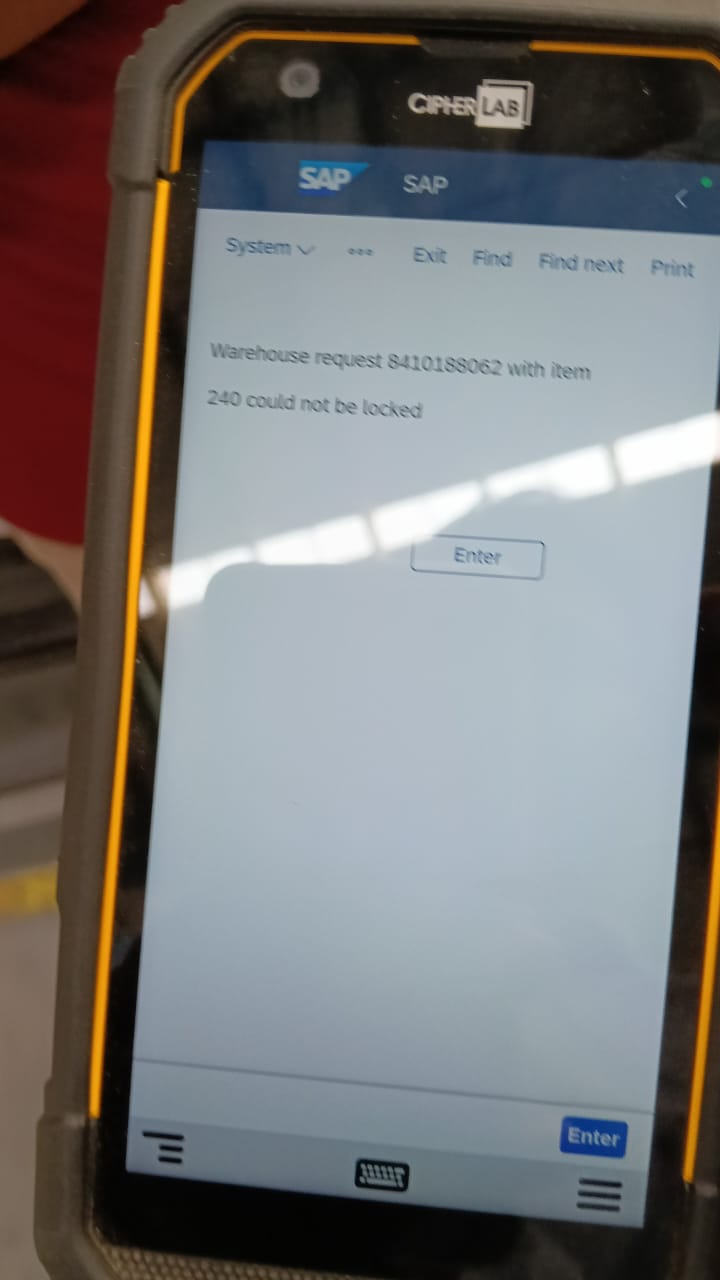 CIPHERLAB
SAP SAP
System ••• Exit Find Find next Print
Warehouse request 8410188062 with item
240 could not be locked
Enter
Enter